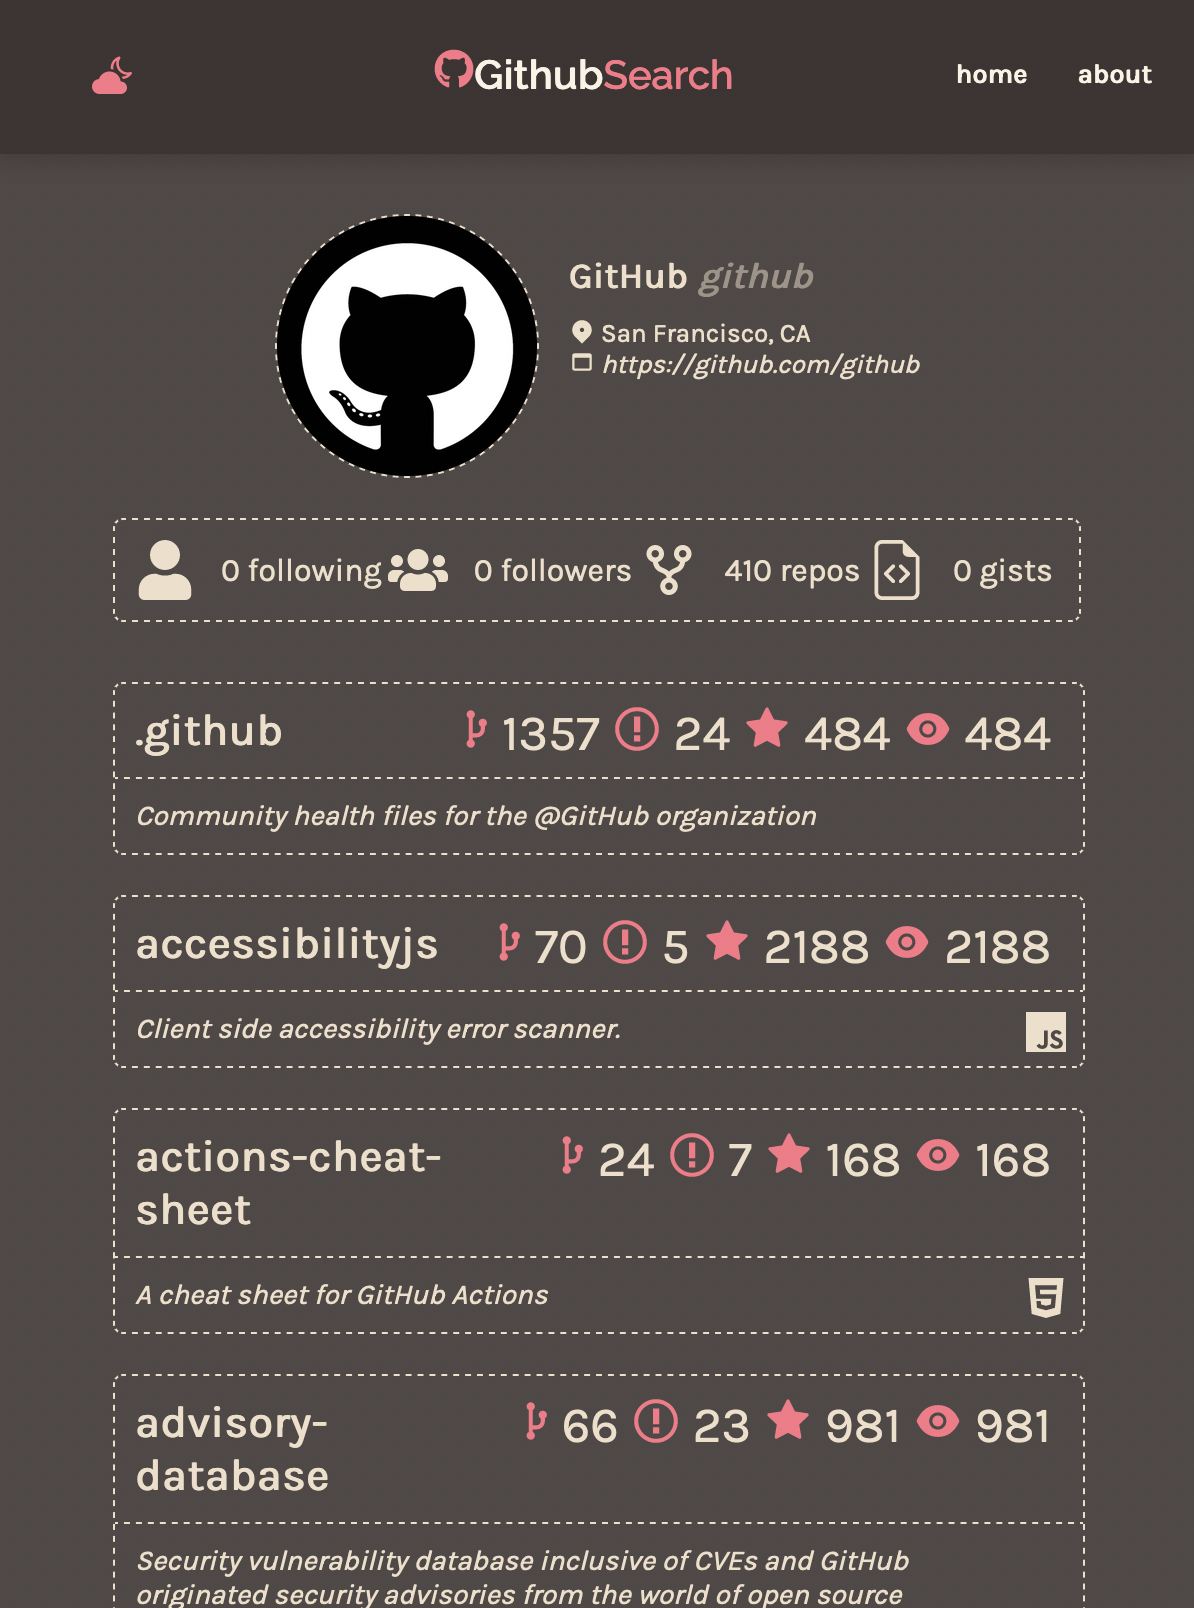 GithubSearch
home about
GitHub github
San Francisco, CA
https://github.com/github
0 following 0 followers 410 repos 0 gists
.github 1357 24 484 484
Community health files for the @GitHub organization
accessibilityjs 70 5 2188 2188
Client side accessibility error scanner.
JS
actions-cheat- 24 7 168 168
sheet
A cheat sheet for GitHub Actions
5
advisory- 66 23 981 981
database
Security vulnerability database inclusive of CVEs and GitHub
originated security advisories from the world of open source